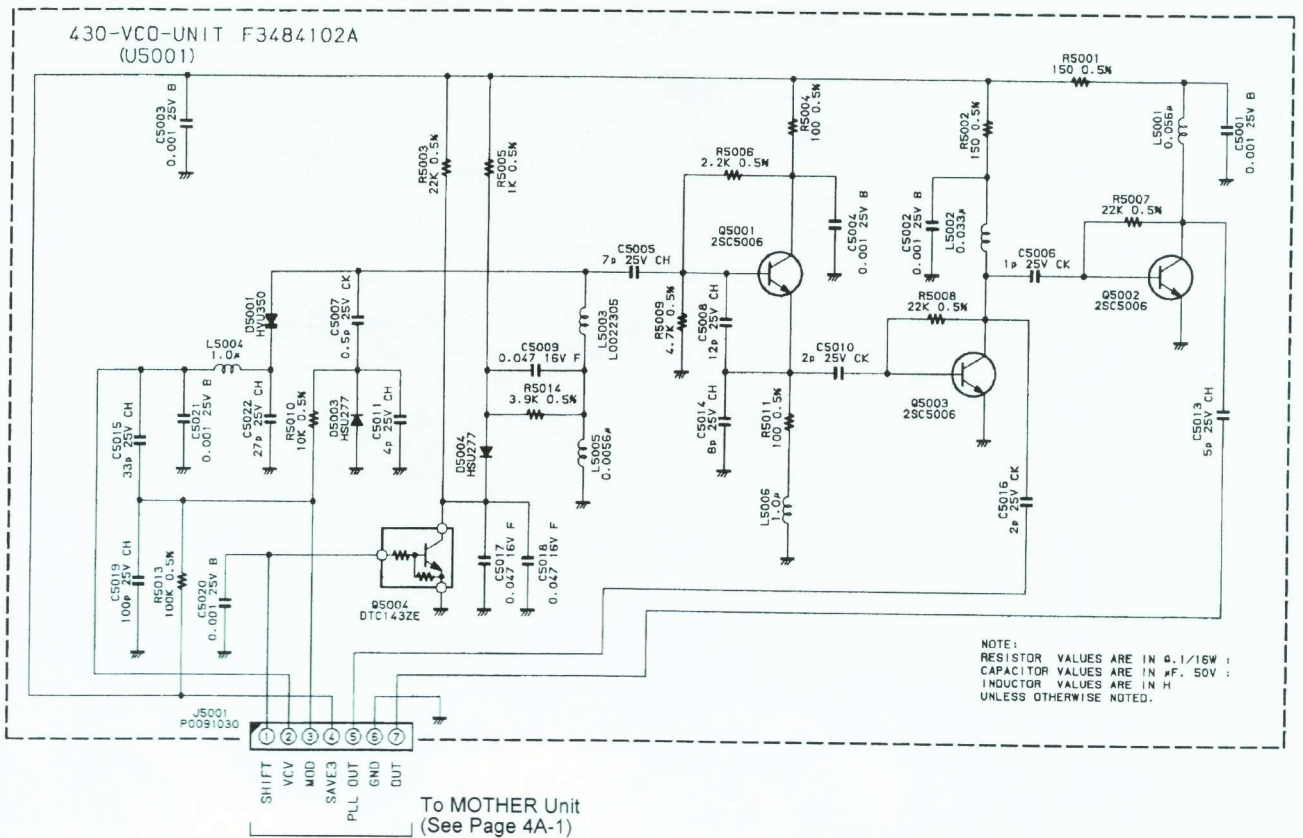 430-VCO-UNIT F3484102A
(U5001)
C5003
0.001 25V B
R5003
22K 0.5%
R5005
1K 0.5%
R5004
100 0.5%
R5006
2.2K 0.5%
R5001
150 0.5%
R5002
150 0.5%
L5001
0.056μ
C5001
0.001 25V B
Q5001
2SC5006
C5004
0.001 25V B
C5002
0.001 25V B
L5002
0.033μ
R5007
22K 0.5%
C5005
7p 25V CH
C5006
1p 25V CK
Q5002
2SC5006
D5001
HVU350
C5007
0.5p 25V CK
L5003
L0022305
R5009
4.7K 0.5%
C5008
12p 25V CH
R5008
22K 0.5%
L5004
1.0μ
C5009
0.047 16V F
C5010
2p 25V CK
Q5003
2SC5006
C5015
33p 25V CH
C5021
0.001 25V B
C5022
27p 25V CH
R5010
10K 0.5%
D5003
HSU277
C5011
4p 25V CH
R5014
3.9K 0.5%
D5004
HSU277
L5005
0.0056μ
C5014
8p 25V CH
R5011
100 0.5%
C5013
5p 25V CH
L5006
1.0μ
C5016
2p 25V CK
C5019
100p 25V CH
R5013
100K 0.5%
C5020
0.001 25V B
Q5004
DTC143ZE
C5017
0.047 16V F
C5018
0.047 16V F
NOTE:
RESISTOR VALUES ARE IN Ω, 1/16W ;
CAPACITOR VALUES ARE IN μF, 50V ;
INDUCTOR VALUES ARE IN H
UNLESS OTHERWISE NOTED.
J5001
P0091030
1 2 3 4 5 6 7
SHIFT
VCV
MOD
SAVE3
PLL OUT
GND
OUT
To MOTHER Unit
(See Page 4A-1)